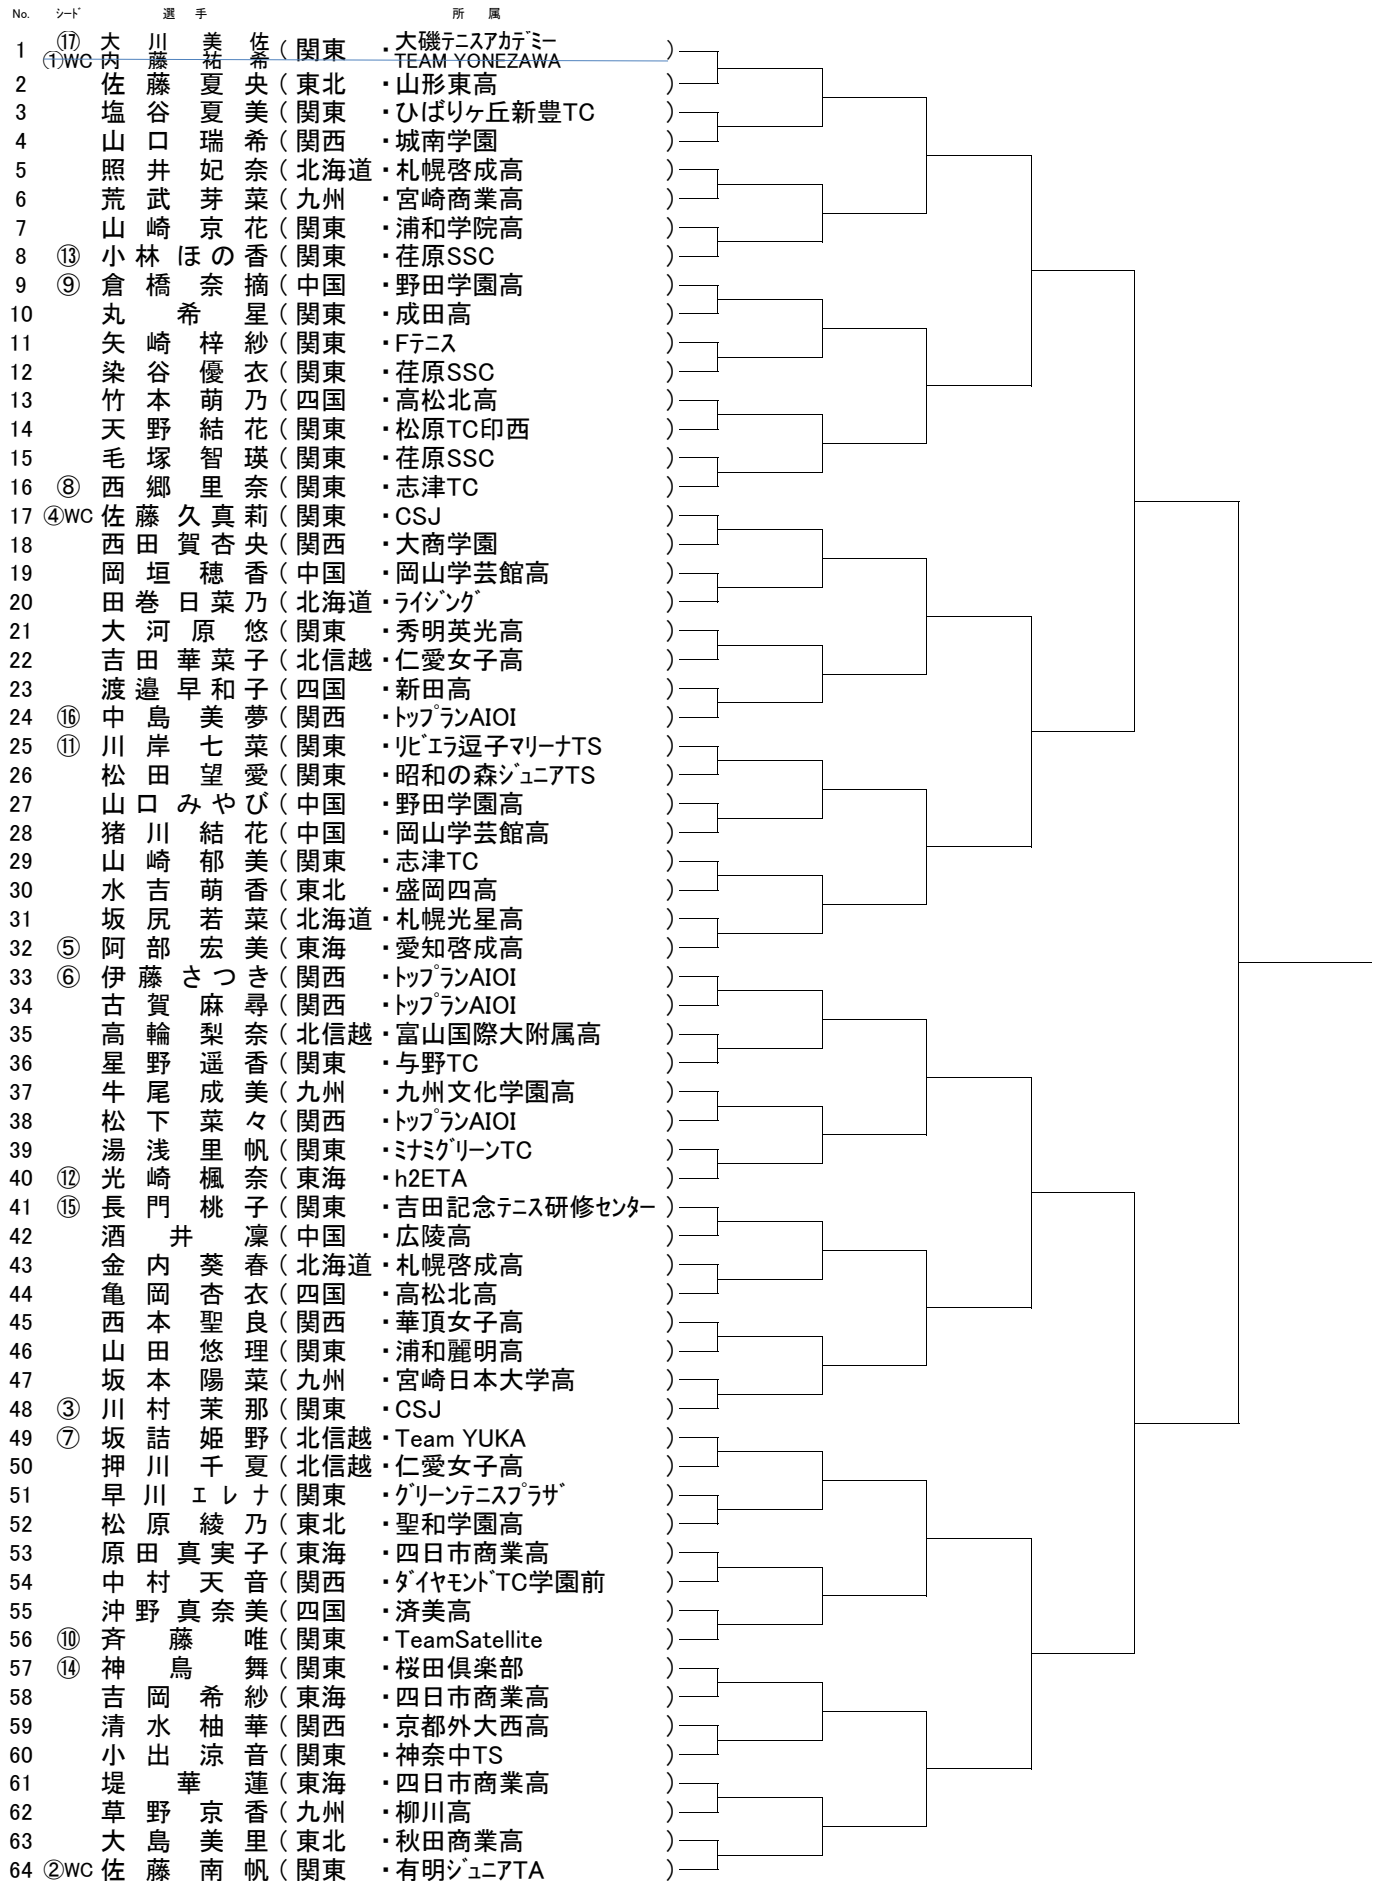 No. シード 選 手 所 属
1 ⑰ 大 川 美 佐 ( 関東 ・ 大磯テニスアカデミー )
①WC 内 藤 祐 希 TEAM YONEZAWA
2 佐 藤 夏 央 ( 東北 ・ 山形東高 )
3 塩 谷 夏 美 ( 関東 ・ ひばりヶ丘新豊TC )
4 山 口 瑞 希 ( 関西 ・ 城南学園 )
5 照 井 妃 奈 ( 北海道 ・ 札幌啓成高 )
6 荒 武 芽 菜 ( 九州 ・ 宮崎商業高 )
7 山 崎 京 花 ( 関東 ・ 浦和学院高 )
8 ⑬ 小 林 ほ の 香 ( 関東 ・ 荏原SSC )
9 ⑨ 倉 橋 奈 摘 ( 中国 ・ 野田学園高 )
10 丸 希 星 ( 関東 ・ 成田高 )
11 矢 崎 梓 紗 ( 関東 ・ Fテニス )
12 染 谷 優 衣 ( 関東 ・ 荏原SSC )
13 竹 本 萌 乃 ( 四国 ・ 高松北高 )
14 天 野 結 花 ( 関東 ・ 松原TC印西 )
15 毛 塚 智 瑛 ( 関東 ・ 荏原SSC )
16 ⑧ 西 郷 里 奈 ( 関東 ・ 志津TC )
17 ④WC 佐 藤 久 真 莉 ( 関東 ・ CSJ )
18 西 田 賀 杏 央 ( 関西 ・ 大商学園 )
19 岡 垣 穂 香 ( 中国 ・ 岡山学芸館高 )
20 田 巻 日 菜 乃 ( 北海道 ・ ライジング )
21 大 河 原 悠 ( 関東 ・ 秀明英光高 )
22 吉 田 華 菜 子 ( 北信越 ・ 仁愛女子高 )
23 渡 邉 早 和 子 ( 四国 ・ 新田高 )
24 ⑯ 中 島 美 夢 ( 関西 ・ トップランAIOI )
25 ⑪ 川 岸 七 菜 ( 関東 ・ リビエラ逗子マリーナTS )
26 松 田 望 愛 ( 関東 ・ 昭和の森ジュニアTS )
27 山 口 み や び ( 中国 ・ 野田学園高 )
28 猪 川 結 花 ( 中国 ・ 岡山学芸館高 )
29 山 崎 郁 美 ( 関東 ・ 志津TC )
30 水 吉 萌 香 ( 東北 ・ 盛岡四高 )
31 坂 尻 若 菜 ( 北海道 ・ 札幌光星高 )
32 ⑤ 阿 部 宏 美 ( 東海 ・ 愛知啓成高 )
33 ⑥ 伊 藤 さ つ き ( 関西 ・ トップランAIOI )
34 古 賀 麻 尋 ( 関西 ・ トップランAIOI )
35 高 輪 梨 奈 ( 北信越 ・ 富山国際大附属高 )
36 星 野 遥 香 ( 関東 ・ 与野TC )
37 牛 尾 成 美 ( 九州 ・ 九州文化学園高 )
38 松 下 菜 々 ( 関西 ・ トップランAIOI )
39 湯 浅 里 帆 ( 関東 ・ ミナミグリーンTC )
40 ⑫ 光 崎 楓 奈 ( 東海 ・ h2ETA )
41 ⑮ 長 門 桃 子 ( 関東 ・ 吉田記念テニス研修センター )
42 酒 井 凜 ( 中国 ・ 広陵高 )
43 金 内 葵 春 ( 北海道 ・ 札幌啓成高 )
44 亀 岡 杏 衣 ( 四国 ・ 高松北高 )
45 西 本 聖 良 ( 関西 ・ 華頂女子高 )
46 山 田 悠 理 ( 関東 ・ 浦和麗明高 )
47 坂 本 陽 菜 ( 九州 ・ 宮崎日本大学高 )
48 ③ 川 村 茉 那 ( 関東 ・ CSJ )
49 ⑦ 坂 詰 姫 野 ( 北信越 ・ Team YUKA )
50 押 川 千 夏 ( 北信越 ・ 仁愛女子高 )
51 早 川 エ レ ナ ( 関東 ・ グリーンテニスプラザ )
52 松 原 綾 乃 ( 東北 ・ 聖和学園高 )
53 原 田 真 実 子 ( 東海 ・ 四日市商業高 )
54 中 村 天 音 ( 関西 ・ ダイヤモンドTC学園前 )
55 沖 野 真 奈 美 ( 四国 ・ 済美高 )
56 ⑩ 斉 藤 唯 ( 関東 ・ TeamSatellite )
57 ⑭ 神 鳥 舞 ( 関東 ・ 桜田倶楽部 )
58 吉 岡 希 紗 ( 東海 ・ 四日市商業高 )
59 清 水 柚 華 ( 関西 ・ 京都外大西高 )
60 小 出 涼 音 ( 関東 ・ 神奈中TS )
61 堤 華 蓮 ( 東海 ・ 四日市商業高 )
62 草 野 京 香 ( 九州 ・ 柳川高 )
63 大 島 美 里 ( 東北 ・ 秋田商業高 )
64 ②WC 佐 藤 南 帆 ( 関東 ・ 有明ジュニアTA )